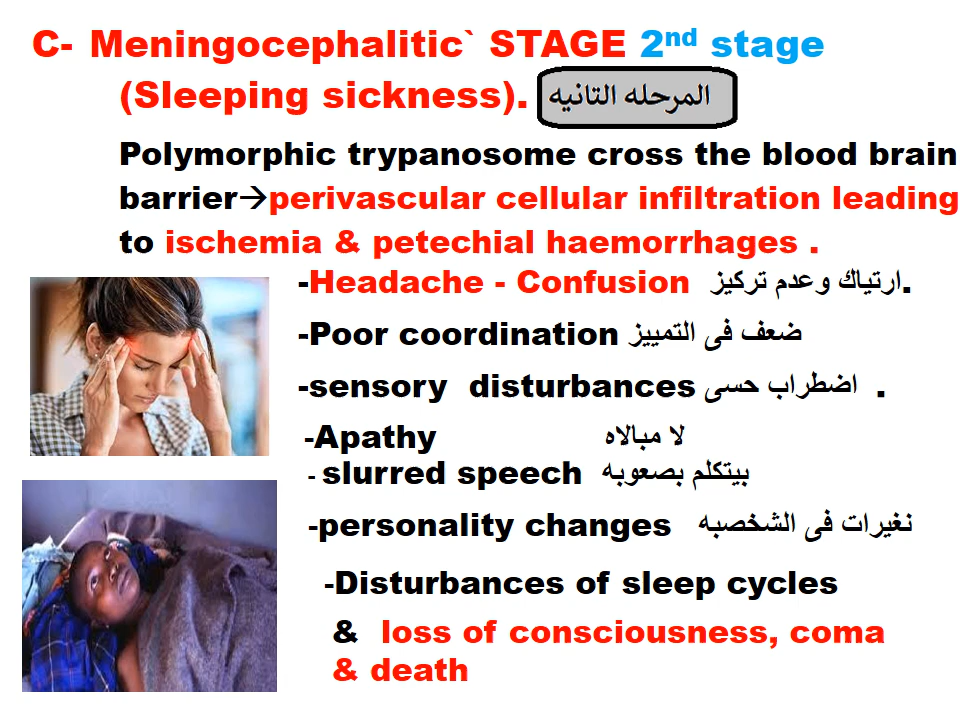 C- Meningocephalitic` STAGE 2nd stage
(Sleeping sickness). المرحله التانيه
Polymorphic trypanosome cross the blood brain
barrier→perivascular cellular infiltration leading
to ischemia & petechial haemorrhages .
-Headache - Confusion ارتياك وعدم تركيز.
-Poor coordination ضعف فى التمييز
-sensory disturbances اضطراب حسى .
-Apathy لا مبالاه
- slurred speech بيتكلم بصعوبه
-personality changes نغيرات فى الشخصبه
-Disturbances of sleep cycles
& loss of consciousness, coma
& death